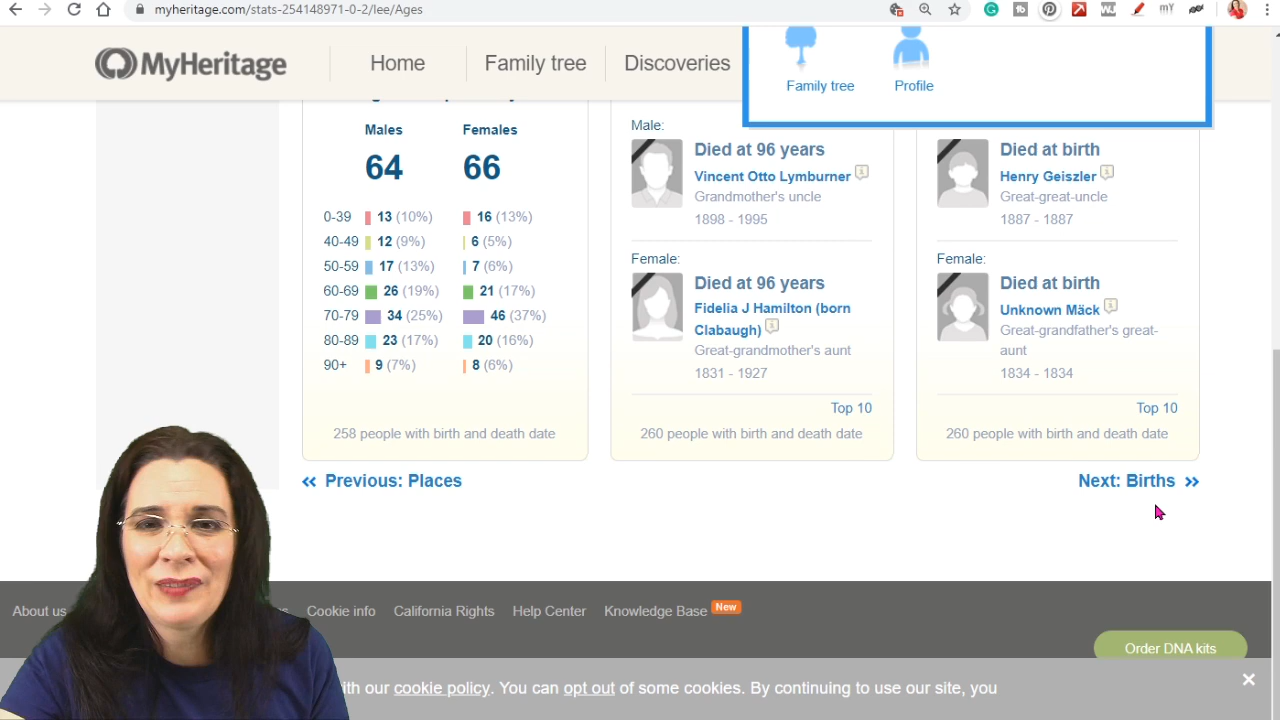 myheritage.com/stats-254148971-0-2/lee/Ages
MyHeritage
Home
Family tree
Discoveries
Family tree
Profile
Males
Females
64
66
0-39 13 (10%) 16 (13%)
40-49 12 (9%) 6 (5%)
50-59 17 (13%) 7 (6%)
60-69 26 (19%) 21 (17%)
70-79 34 (25%) 46 (37%)
80-89 23 (17%) 20 (16%)
90+ 9 (7%) 8 (6%)
258 people with birth and death date
Male:
Died at 96 years
Vincent Otto Lymburner
Grandmother's uncle
1898 - 1995
Female:
Died at 96 years
Fidelia J Hamilton (born
Clabaugh)
Great-grandmother's aunt
1831 - 1927
Top 10
260 people with birth and death date
Died at birth
Henry Geiszler
Great-great-uncle
1887 - 1887
Female:
Died at birth
Unknown Mäck
Great-grandfather's great-
aunt
1834 - 1834
Top 10
260 people with birth and death date
« Previous: Places
Next: Births »
About us
Cookie info
California Rights
Help Center
Knowledge Base New
Order DNA kits
with our cookie policy. You can opt out of some cookies. By continuing to use our site, you